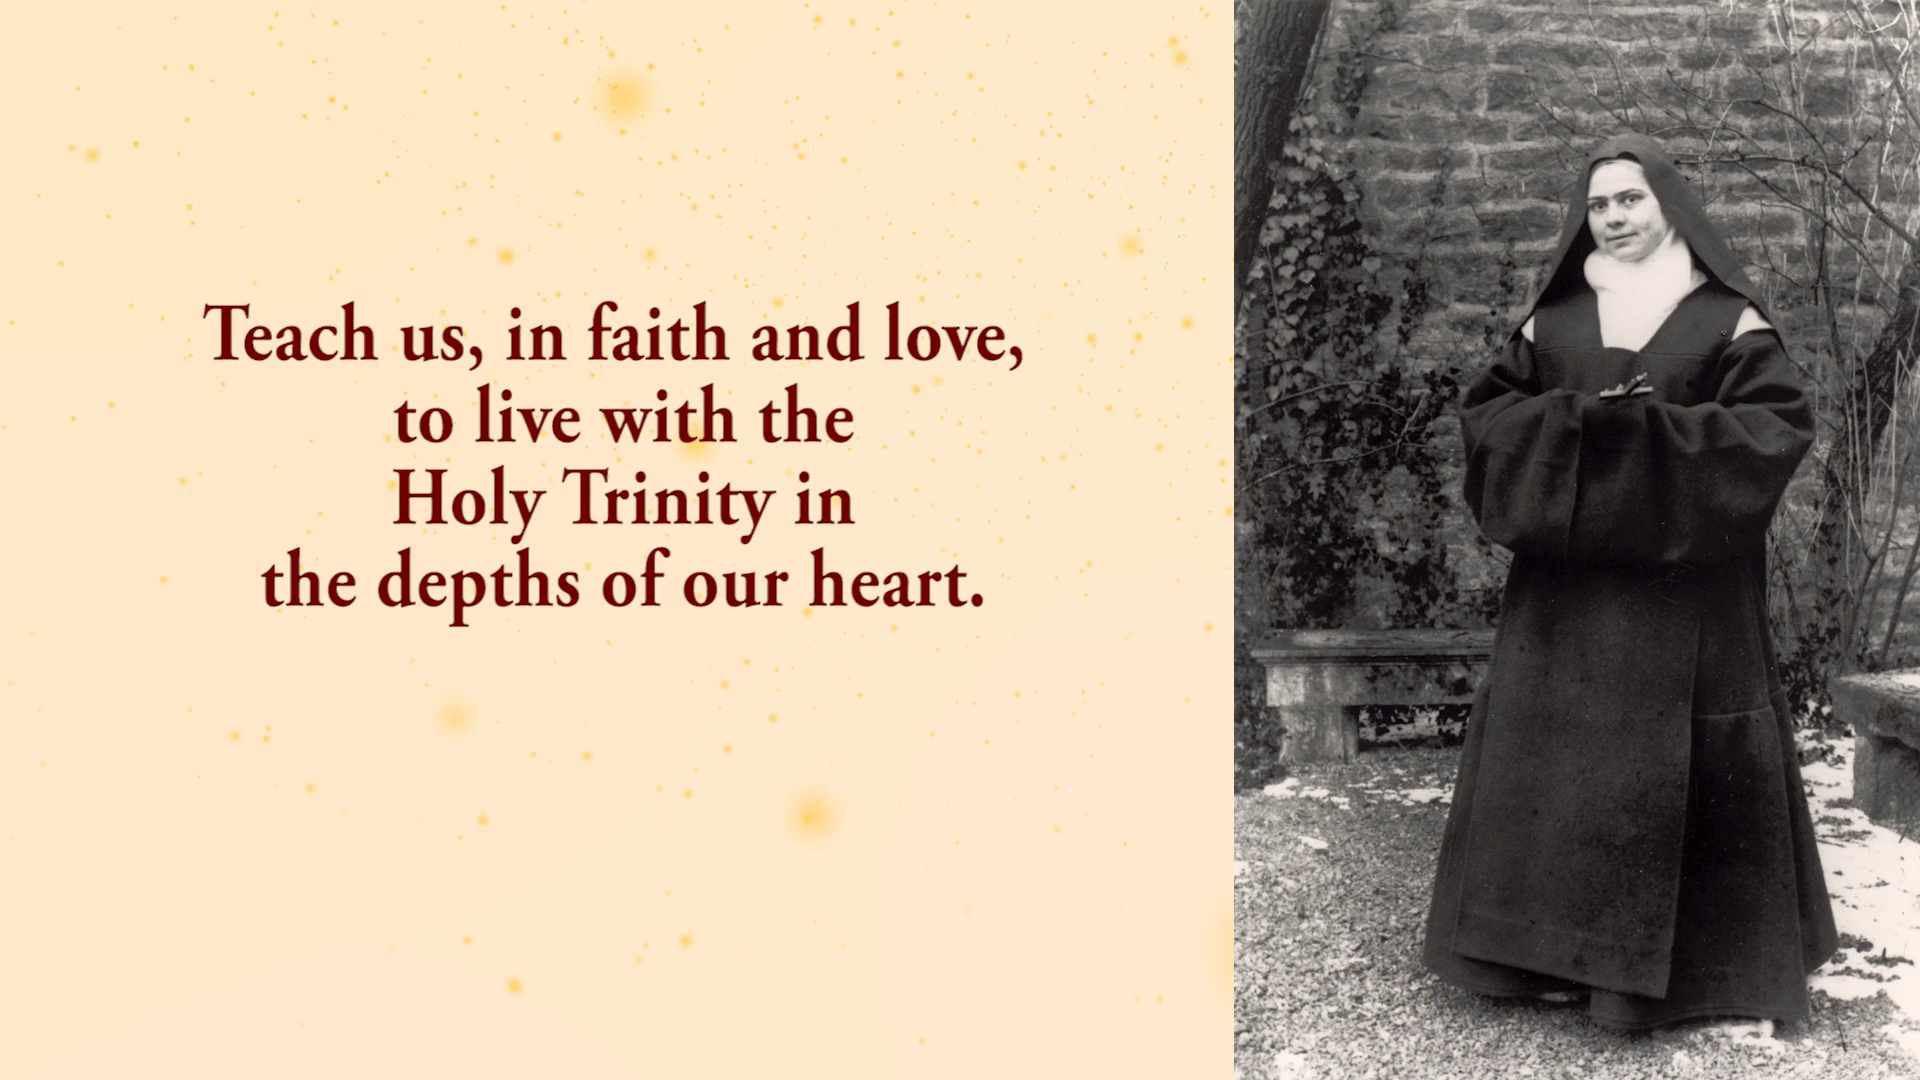 Teach us, in faith and love,
to live with the
Holy Trinity in
the depths of our heart.